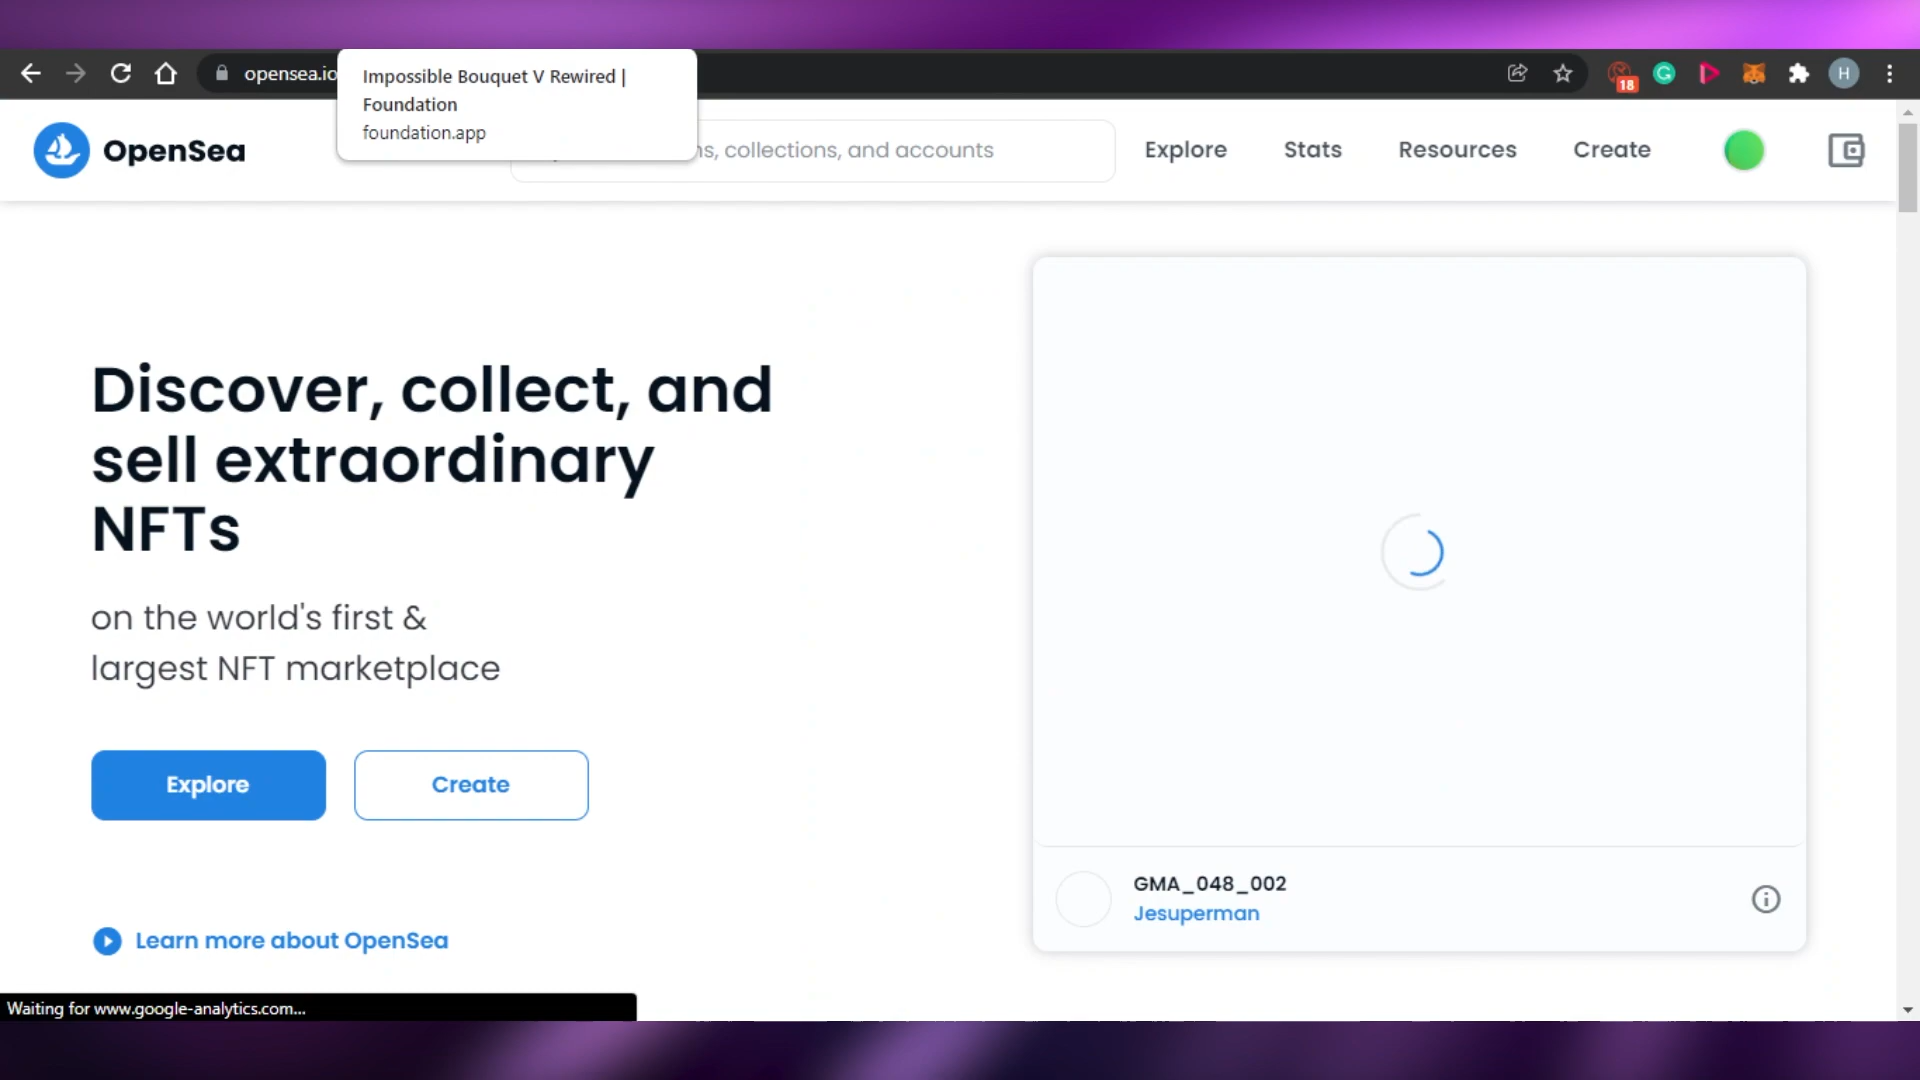 opensea.io
Impossible Bouquet V Rewired |
Foundation
foundation.app
18
G
H
OpenSea
collections, and accounts
Explore
Stats
Resources
Create
Discover, collect, and
sell extraordinary
NFTs
on the world's first &
largest NFT marketplace
Explore
Create
GMA_048_002
Jesuperman
Learn more about OpenSea
Waiting for www.google-analytics.com...